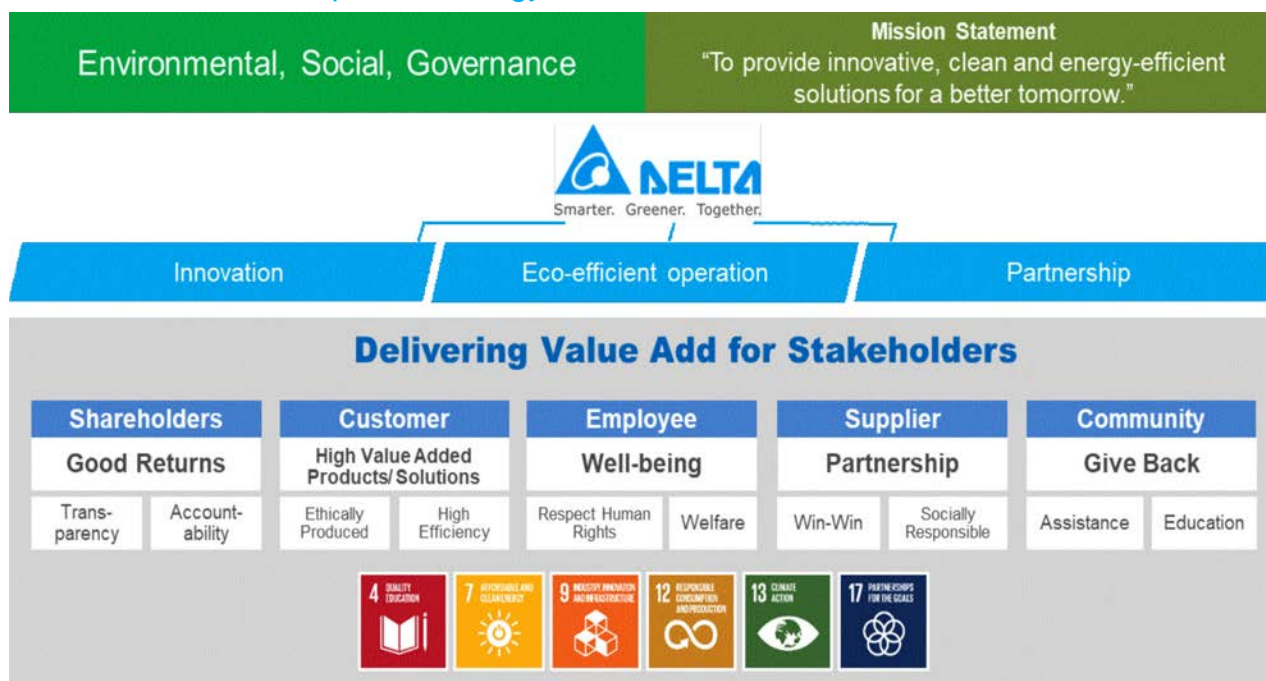 Environmental, Social, Governance
Mission Statement
“To provide innovative, clean and energy-efficient
solutions for a better tomorrow.”
DELTA
Smarter. Greener. Together.
Innovation
Eco-efficient operation
Partnership
Delivering Value Add for Stakeholders
Shareholders
Customer
Employee
Supplier
Community
Good Returns
High Value Added
Products/ Solutions
Well-being
Partnership
Give Back
Trans-
parency
Account-
ability
Ethically
Produced
High
Efficiency
Respect Human
Rights
Welfare
Win-Win
Socially
Responsible
Assistance
Education
4 QUALITY
EDUCATION
7 AFFORDABLE AND
CLEAN ENERGY
9 INDUSTRY, INNOVATION
AND INFRASTRUCTURE
12 RESPONSIBLE
CONSUMPTION
AND PRODUCTION
13 CLIMATE
ACTION
17 PARTNERSHIPS
FOR THE GOALS